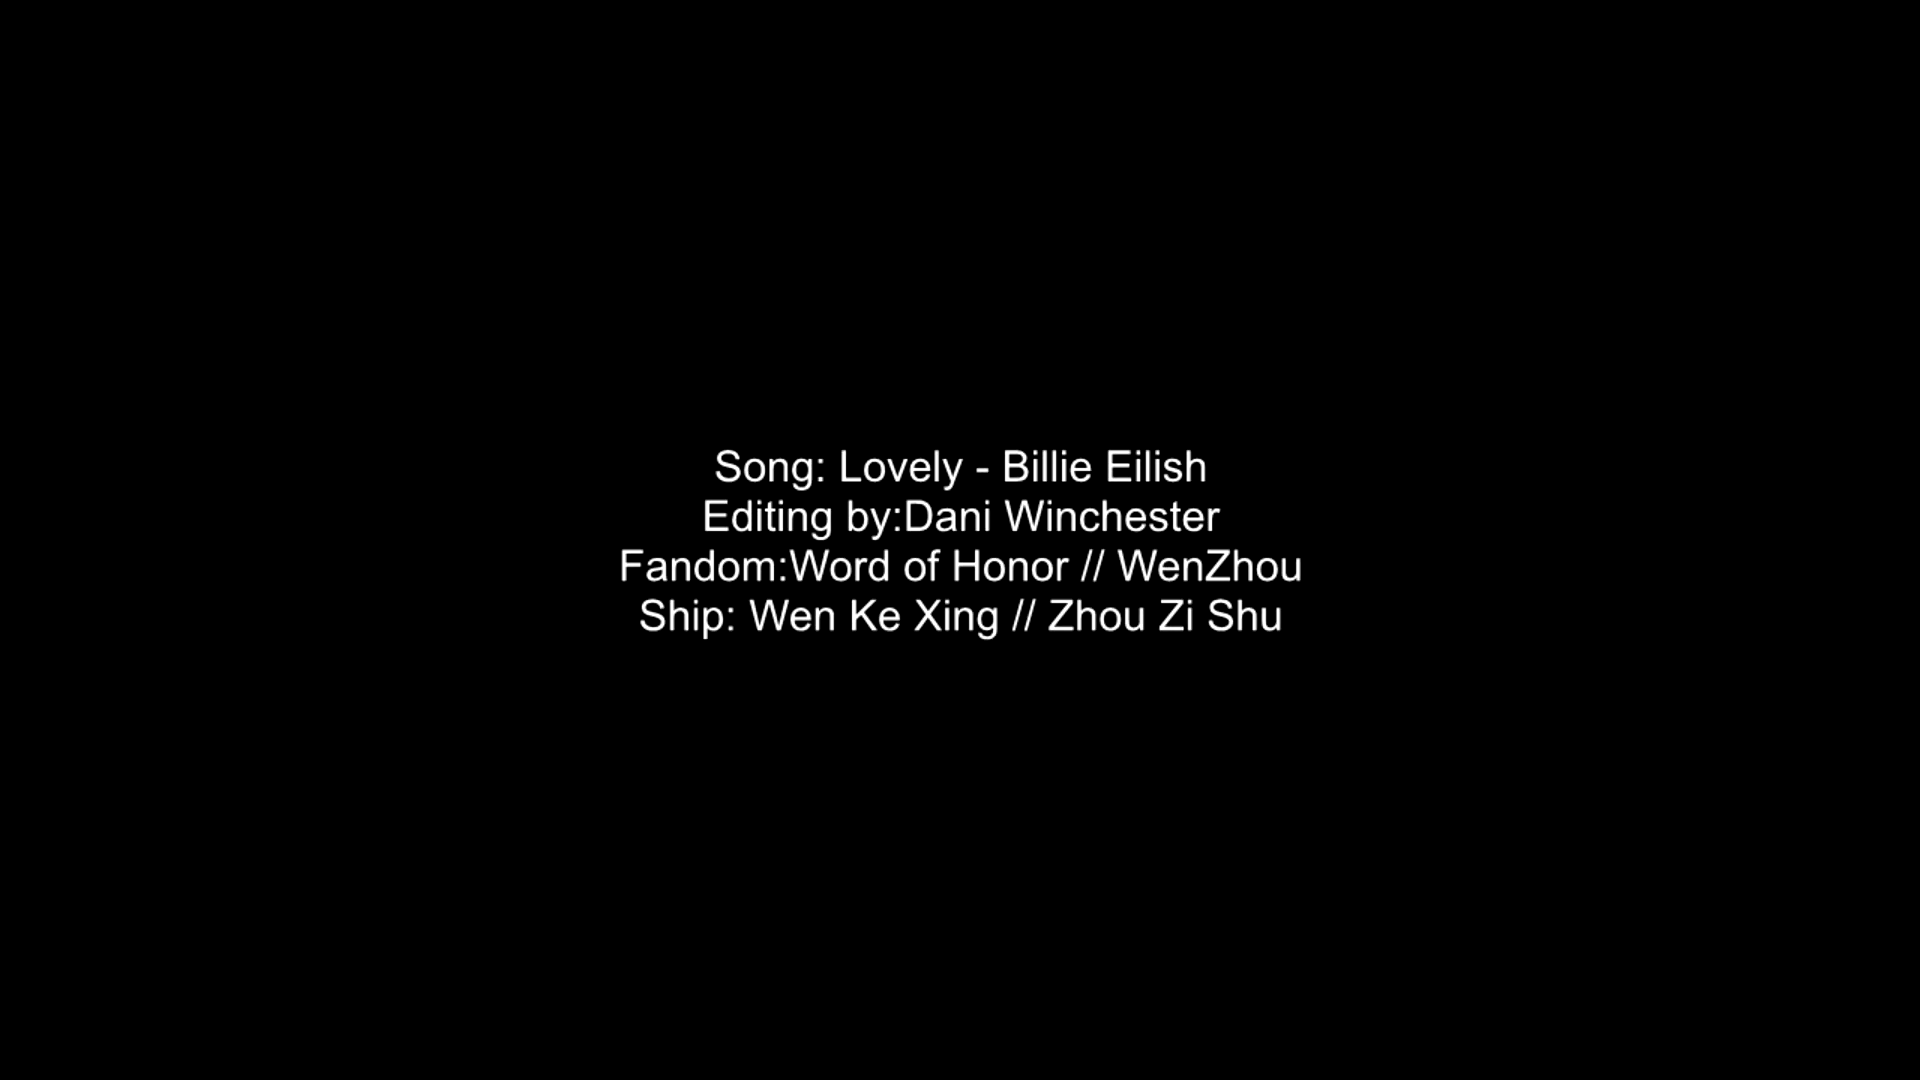 Song: Lovely - Billie Eilish
Editing by:Dani Winchester
Fandom:Word of Honor // WenZhou
Ship: Wen Ke Xing // Zhou Zi Shu